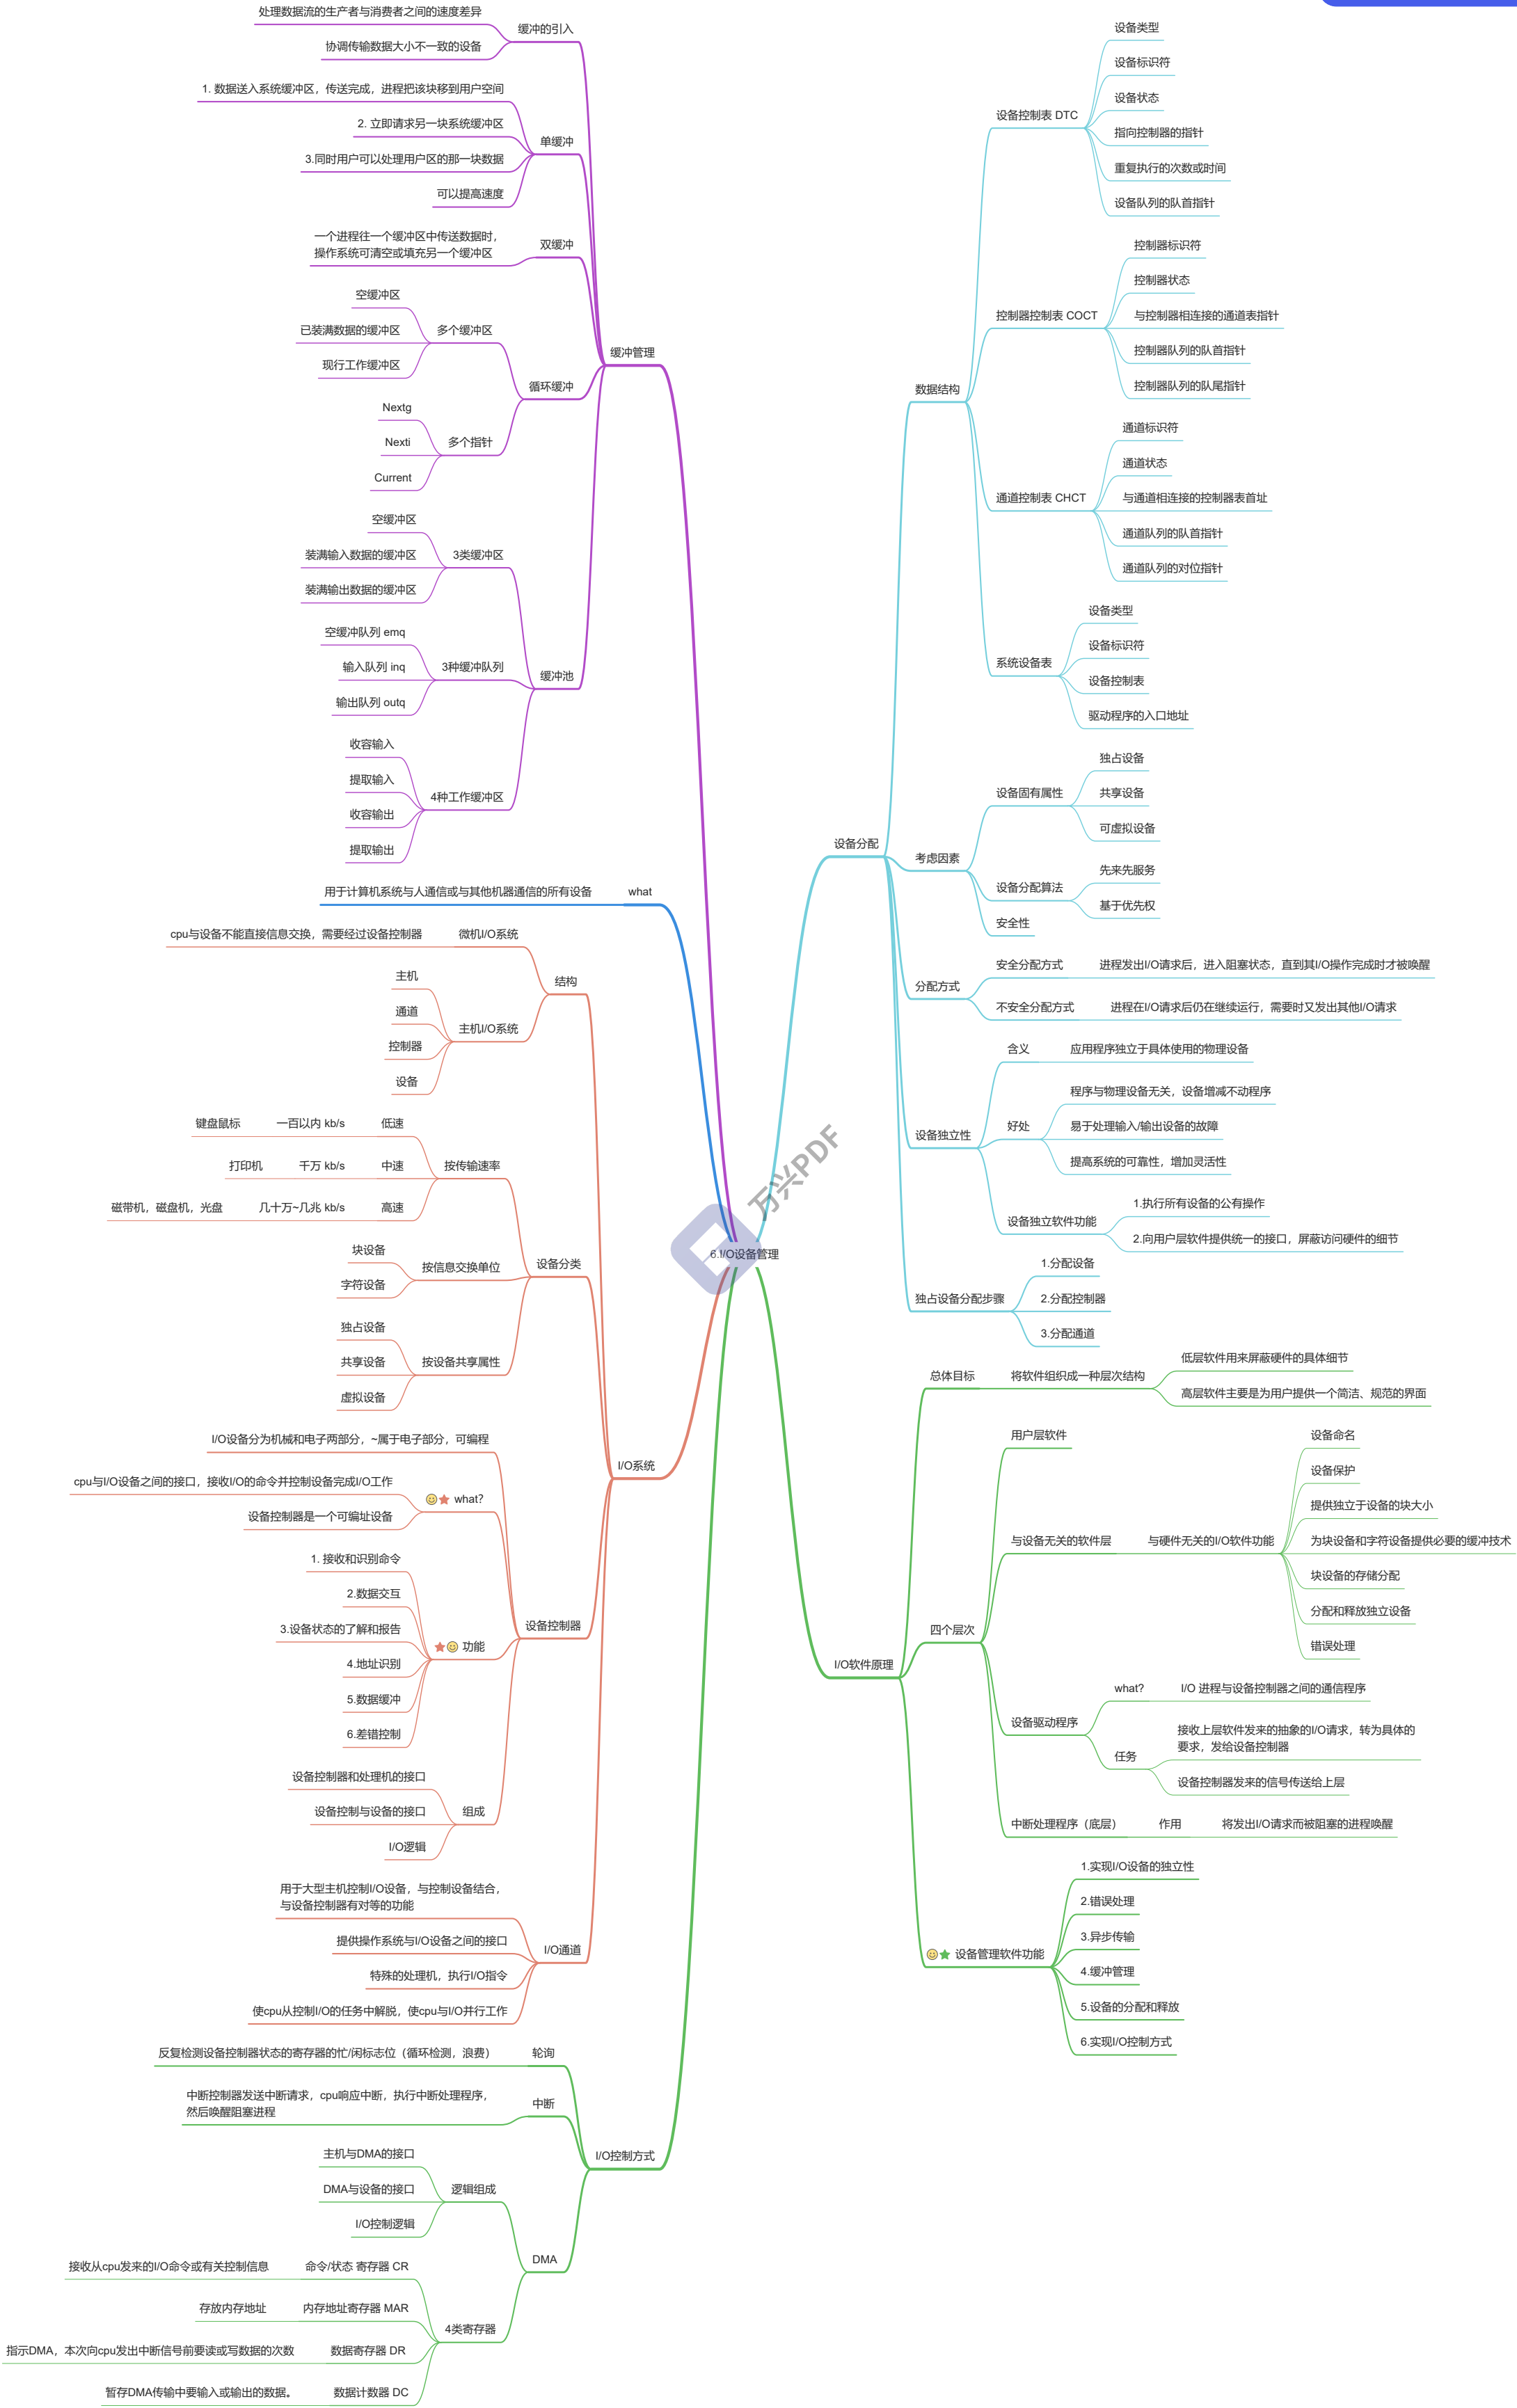 6.I/O设备管理
万兴PDF
缓冲管理
缓冲的引入
处理数据流的生产者与消费者之间的速度差异
协调传输数据大小不一致的设备
单缓冲
1. 数据送入系统缓冲区，传送完成，进程把该块移到用户空间
2. 立即请求另一块系统缓冲区
3.同时用户可以处理用户区的那一块数据
可以提高速度
双缓冲
一个进程往一个缓冲区中传送数据时，
操作系统可清空或填充另一个缓冲区
循环缓冲
多个缓冲区
空缓冲区
已装满数据的缓冲区
现行工作缓冲区
多个指针
Nextg
Nexti
Current
缓冲池
3类缓冲区
空缓冲区
装满输入数据的缓冲区
装满输出数据的缓冲区
3种缓冲队列
空缓冲队列 emq
输入队列 inq
输出队列 outq
4种工作缓冲区
收容输入
提取输入
收容输出
提取输出
what
用于计算机系统与人通信或与其他机器通信的所有设备
I/O系统
结构
微机I/O系统
cpu与设备不能直接信息交换，需要经过设备控制器
主机I/O系统
主机
通道
控制器
设备
设备分类
按传输速率
低速
一百以内 kb/s
键盘鼠标
中速
千万 kb/s
打印机
高速
几十万~几兆 kb/s
磁带机，磁盘机，光盘
按信息交换单位
块设备
字符设备
按设备共享属性
独占设备
共享设备
虚拟设备
设备控制器
I/O设备分为机械和电子两部分，~属于电子部分，可编程
what?
cpu与I/O设备之间的接口，接收I/O的命令并控制设备完成I/O工作
设备控制器是一个可编址设备
功能
1. 接收和识别命令
2.数据交互
3.设备状态的了解和报告
4.地址识别
5.数据缓冲
6.差错控制
组成
设备控制器和处理机的接口
设备控制与设备的接口
I/O逻辑
I/O通道
用于大型主机控制I/O设备，与控制设备结合，
与设备控制器有对等的功能
提供操作系统与I/O设备之间的接口
特殊的处理机，执行I/O指令
使cpu从控制I/O的任务中解脱，使cpu与I/O并行工作
I/O控制方式
轮询
反复检测设备控制器状态的寄存器的忙/闲标志位（循环检测，浪费）
中断
中断控制器发送中断请求，cpu响应中断，执行中断处理程序，
然后唤醒阻塞进程
DMA
逻辑组成
主机与DMA的接口
DMA与设备的接口
I/O控制逻辑
4类寄存器
命令/状态 寄存器 CR
接收从cpu发来的I/O命令或有关控制信息
内存地址寄存器 MAR
存放内存地址
数据寄存器 DR
指示DMA，本次向cpu发出中断信号前要读或写数据的次数
数据计数器 DC
暂存DMA传输中要输入或输出的数据。
设备分配
数据结构
设备控制表 DTC
设备类型
设备标识符
设备状态
指向控制器的指针
重复执行的次数或时间
设备队列的队首指针
控制器控制表 COCT
控制器标识符
控制器状态
与控制器相连接的通道表指针
控制器队列的队首指针
控制器队列的队尾指针
通道控制表 CHCT
通道标识符
通道状态
与通道相连接的控制器表首址
通道队列的队首指针
通道队列的对位指针
系统设备表
设备类型
设备标识符
设备控制表
驱动程序的入口地址
考虑因素
设备固有属性
独占设备
共享设备
可虚拟设备
设备分配算法
先来先服务
基于优先权
安全性
分配方式
安全分配方式
进程发出I/O请求后，进入阻塞状态，直到其I/O操作完成时才被唤醒
不安全分配方式
进程在I/O请求后仍在继续运行，需要时又发出其他I/O请求
设备独立性
含义
应用程序独立于具体使用的物理设备
好处
程序与物理设备无关，设备增减不动程序
易于处理输入/输出设备的故障
提高系统的可靠性，增加灵活性
设备独立软件功能
1.执行所有设备的公有操作
2.向用户层软件提供统一的接口，屏蔽访问硬件的细节
独占设备分配步骤
1.分配设备
2.分配控制器
3.分配通道
I/O软件原理
总体目标
将软件组织成一种层次结构
低层软件用来屏蔽硬件的具体细节
高层软件主要是为用户提供一个简洁、规范的界面
四个层次
用户层软件
与设备无关的软件层
与硬件无关的I/O软件功能
设备命名
设备保护
提供独立于设备的块大小
为块设备和字符设备提供必要的缓冲技术
块设备的存储分配
分配和释放独立设备
错误处理
设备驱动程序
what?
I/O 进程与设备控制器之间的通信程序
任务
接收上层软件发来的抽象的I/O请求，转为具体的
要求，发给设备控制器
设备控制器发来的信号传送给上层
中断处理程序（底层）
作用
将发出I/O请求而被阻塞的进程唤醒
设备管理软件功能
1.实现I/O设备的独立性
2.错误处理
3.异步传输
4.缓冲管理
5.设备的分配和释放
6.实现I/O控制方式